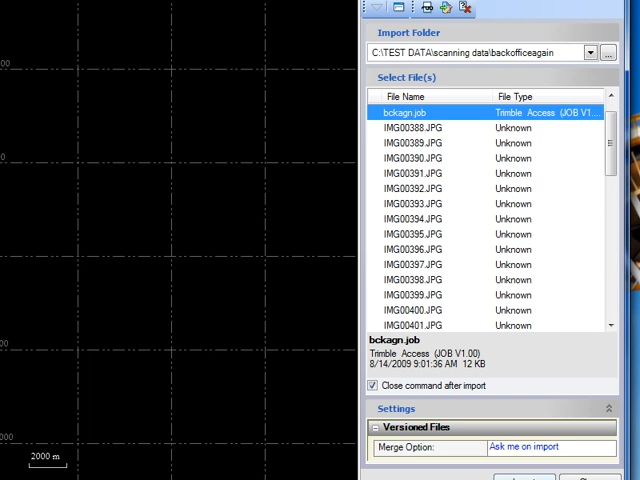 Import Folder
C:\TEST DATA\scanning data\backofficeagain
...
Select File(s)
File Name File Type
bckagn.job Trimble Access (JOB V1....
IMG00388.JPG Unknown
IMG00389.JPG Unknown
IMG00390.JPG Unknown
IMG00391.JPG Unknown
IMG00392.JPG Unknown
IMG00393.JPG Unknown
IMG00394.JPG Unknown
IMG00395.JPG Unknown
IMG00396.JPG Unknown
IMG00397.JPG Unknown
IMG00398.JPG Unknown
IMG00399.JPG Unknown
IMG00400.JPG Unknown
IMG00401.JPG Unknown
bckagn.job
Trimble Access (JOB V1.00)
8/14/2009 9:01:36 AM 12 KB
Close command after import
Settings
Versioned Files
Merge Option: Ask me on import
2000 m